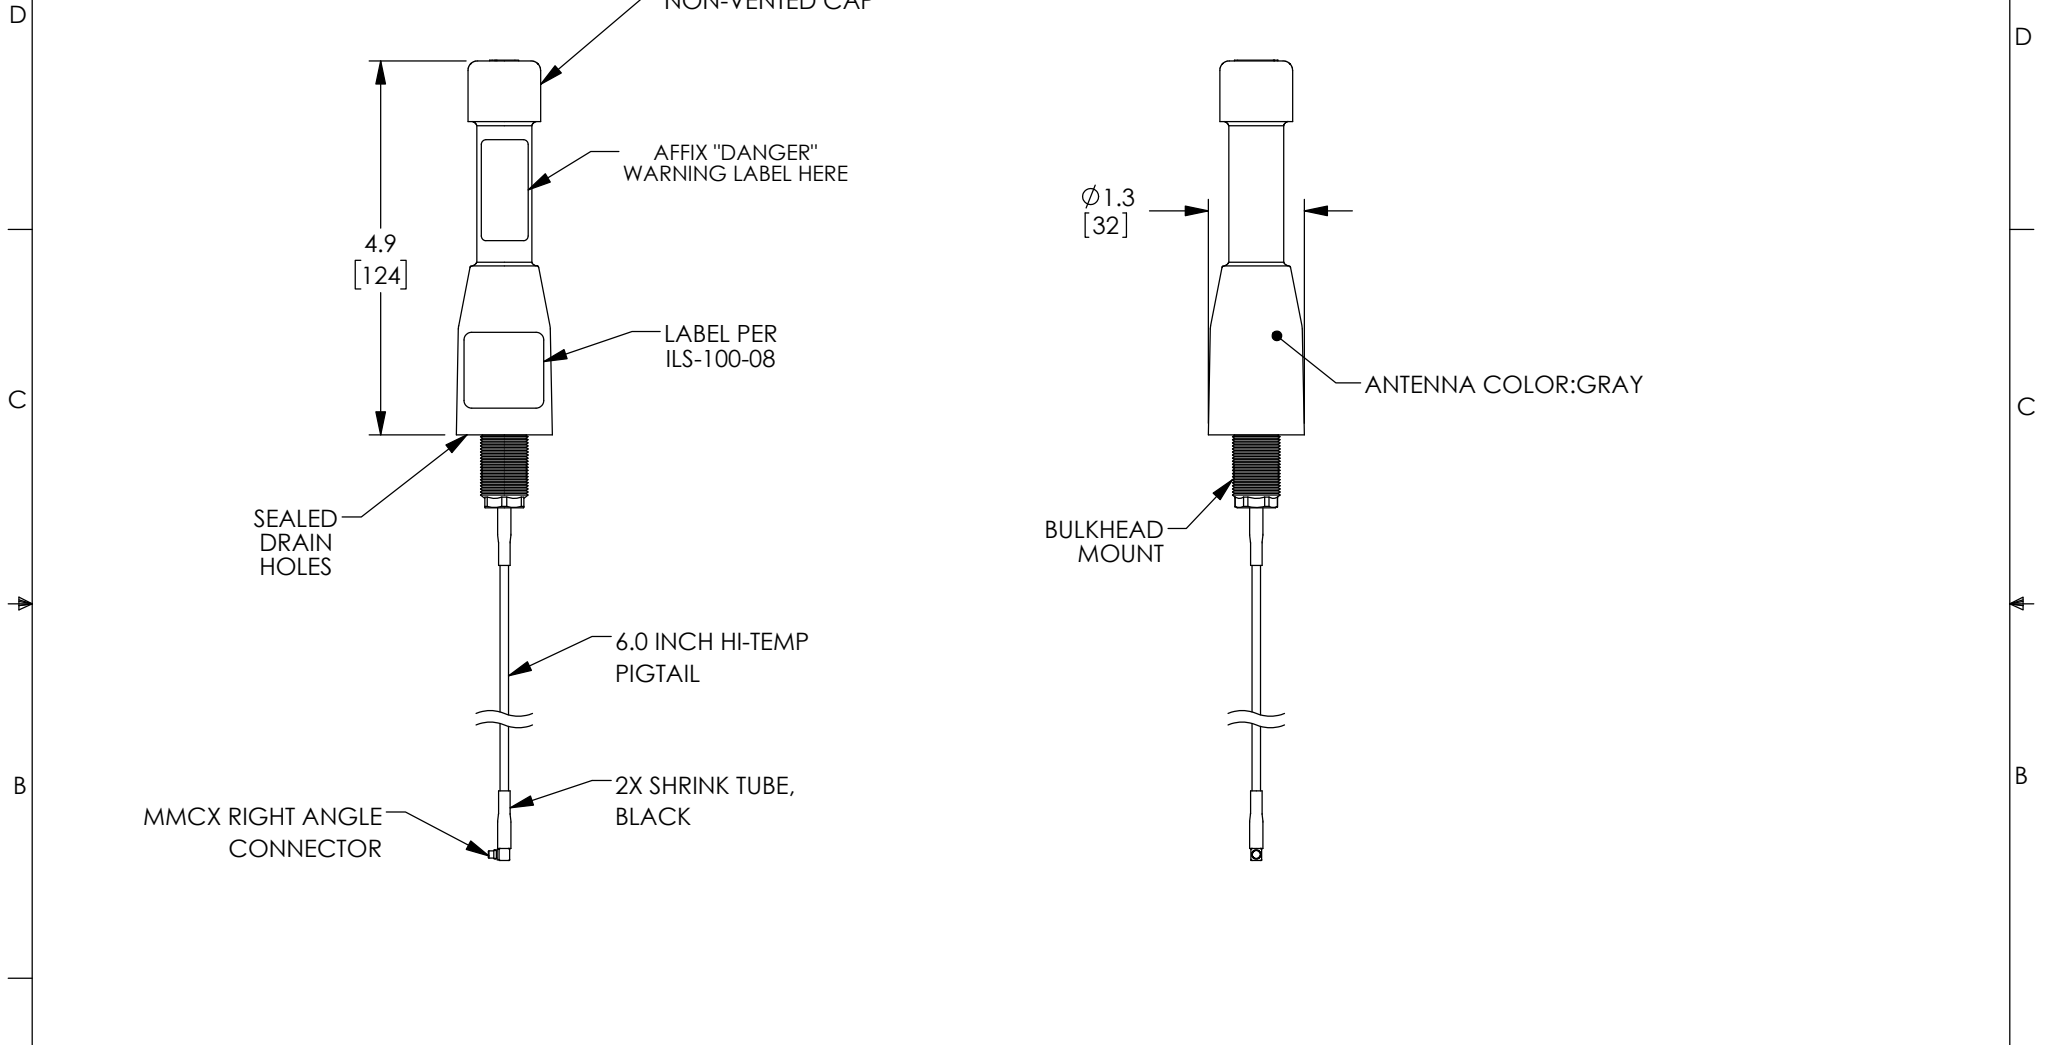 D
NON-VENTED CAP
D
AFFIX "DANGER"
WARNING LABEL HERE
Ø1.3
[32]
4.9
[124]
LABEL PER
ILS-100-08
ANTENNA COLOR:GRAY
C
C
SEALED
DRAIN
HOLES
BULKHEAD
MOUNT
6.0 INCH HI-TEMP
PIGTAIL
B
B
2X SHRINK TUBE,
BLACK
MMCX RIGHT ANGLE
CONNECTOR